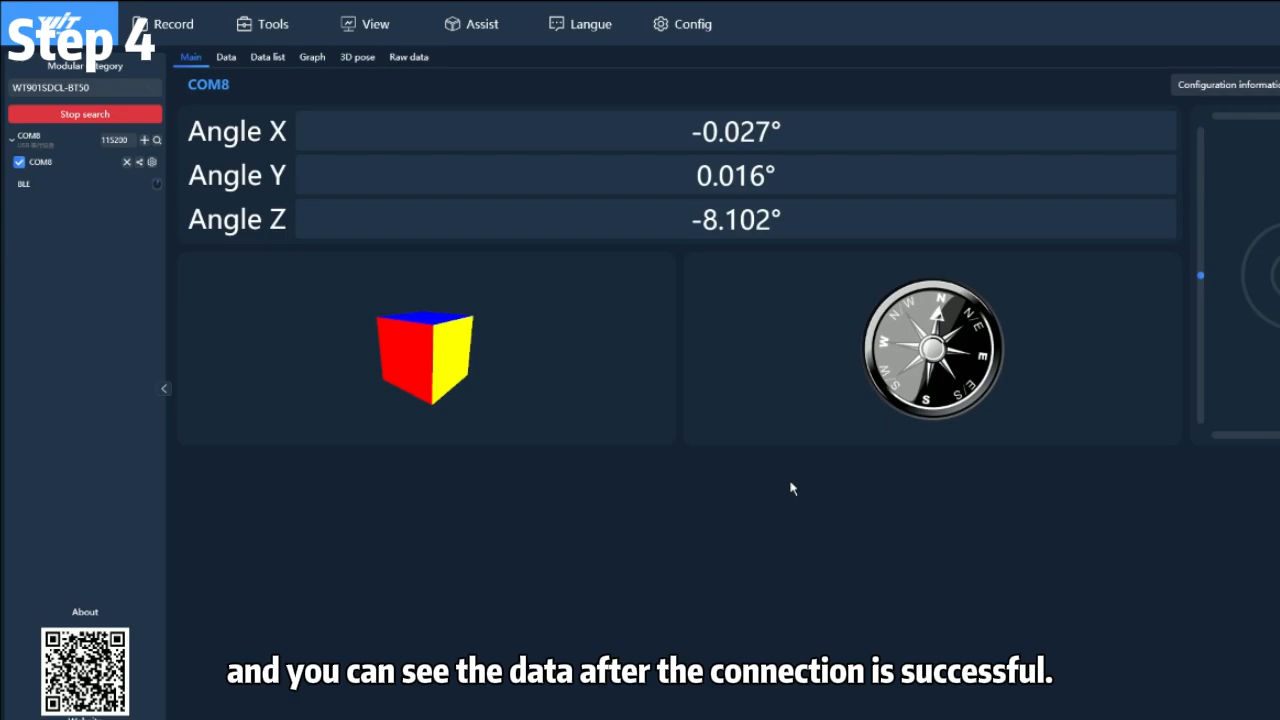 WIT
Step 4
Record
Tools
View
Assist
Langue
Config
Modular category
WT901SDCL-BT50
Stop search
COM8
115200
COM8
BLE
Main
Data
Data list
Graph
3D pose
Raw data
COM8
Angle X
-0.027°
Angle Y
0.016°
Angle Z
-8.102°
N
N/E
E
E/S
S
W/S
W
N/W
About
and you can see the data after the connection is successful.